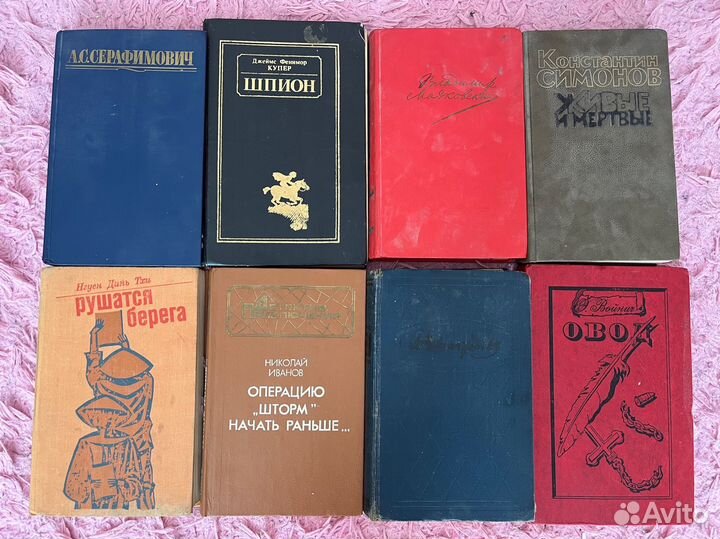 А.С.СЕРАФИМОВИЧ
Джеймс Фенимор
КУПЕР
ШПИОН
Владимир
Маяковский
Константин
СИМОНОВ
ЖИВЫЕ
И МЕРТВЫЕ
Нгуен Динь Тхи
рушатся
берега
НИКОЛАЙ
ИВАНОВ
ОПЕРАЦИЮ
„ШТОРМ"
НАЧАТЬ РАНЬШЕ...
Э. Войнич
ОВОД
Avito